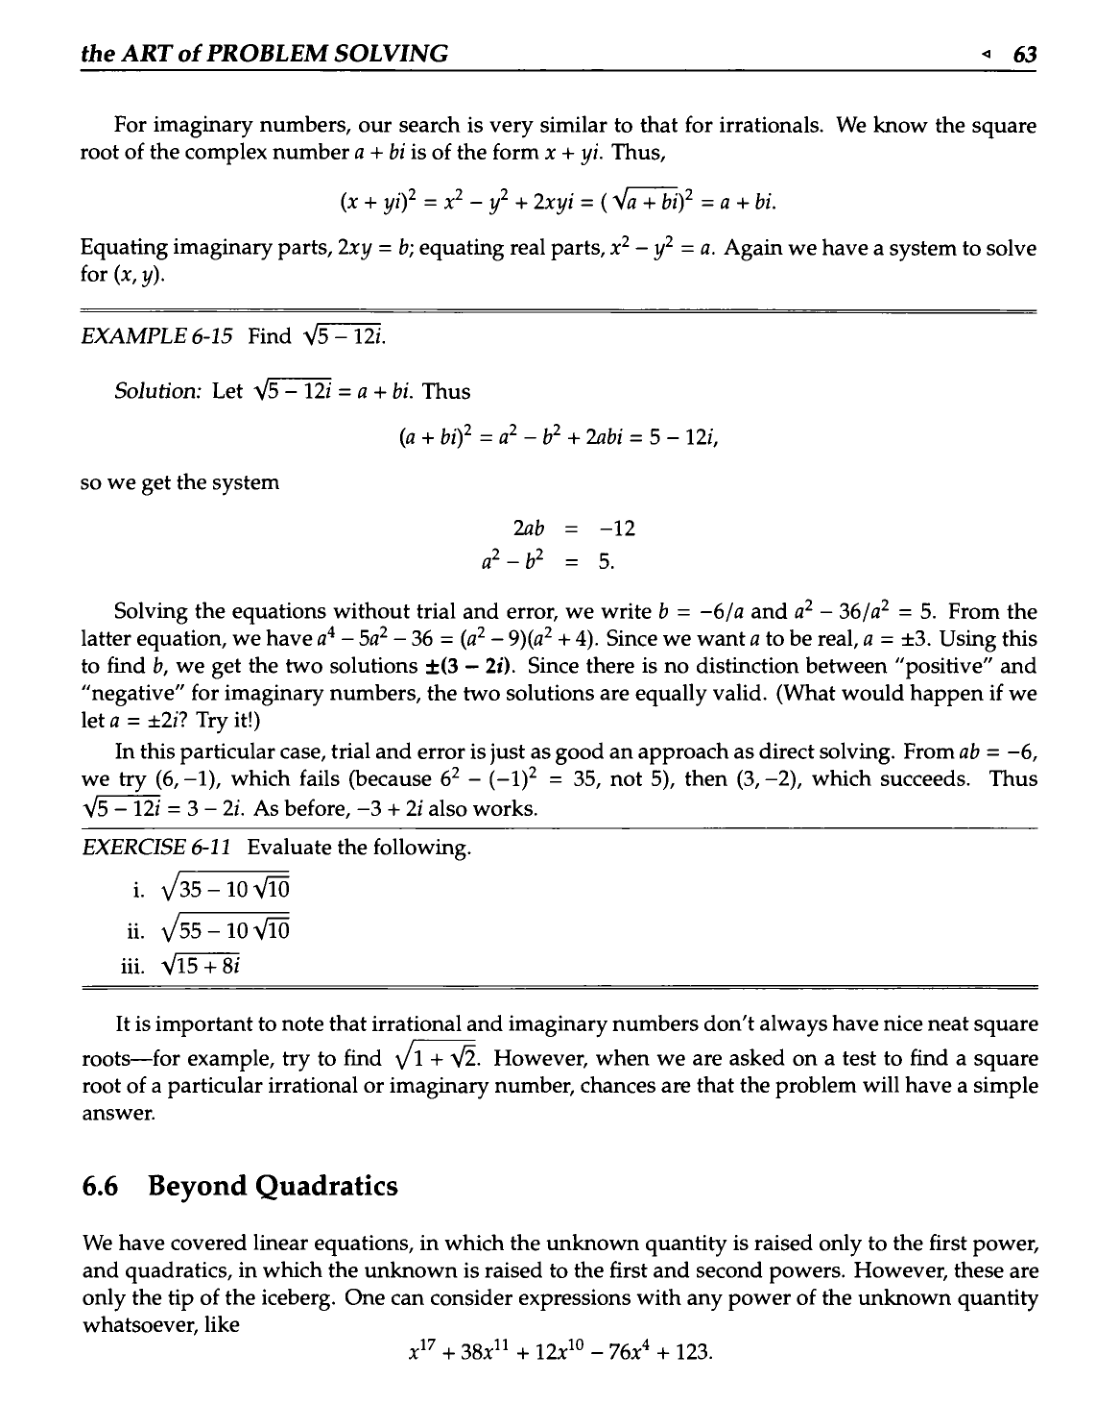 the ART of PROBLEM SOLVING ◃ 63
For imaginary numbers, our search is very similar to that for irrationals. We know the square
root of the complex number a + bi is of the form x + yi. Thus,
(x + yi)² = x² − y² + 2xyi = (√(a + bi))² = a + bi.
Equating imaginary parts, 2xy = b; equating real parts, x² − y² = a. Again we have a system to solve
for (x, y).
EXAMPLE 6-15 Find √(5 − 12i).
Solution: Let √(5 − 12i) = a + bi. Thus
(a + bi)² = a² − b² + 2abi = 5 − 12i,
so we get the system
2ab = −12
a² − b² = 5.
Solving the equations without trial and error, we write b = −6/a and a² − 36/a² = 5. From the
latter equation, we have a⁴ − 5a² − 36 = (a² − 9)(a² + 4). Since we want a to be real, a = ±3. Using this
to find b, we get the two solutions ±(3 − 2i). Since there is no distinction between "positive" and
"negative" for imaginary numbers, the two solutions are equally valid. (What would happen if we
let a = ±2i? Try it!)
In this particular case, trial and error is just as good an approach as direct solving. From ab = −6,
we try (6, −1), which fails (because 6² − (−1)² = 35, not 5), then (3, −2), which succeeds. Thus
√(5 − 12i) = 3 − 2i. As before, −3 + 2i also works.
EXERCISE 6-11 Evaluate the following.
i. √(35 − 10√10)
ii. √(55 − 10√10)
iii. √(15 + 8i)
It is important to note that irrational and imaginary numbers don't always have nice neat square
roots—for example, try to find √(1 + √2). However, when we are asked on a test to find a square
root of a particular irrational or imaginary number, chances are that the problem will have a simple
answer.
6.6 Beyond Quadratics
We have covered linear equations, in which the unknown quantity is raised only to the first power,
and quadratics, in which the unknown is raised to the first and second powers. However, these are
only the tip of the iceberg. One can consider expressions with any power of the unknown quantity
whatsoever, like
x¹⁷ + 38x¹¹ + 12x¹⁰ − 76x⁴ + 123.